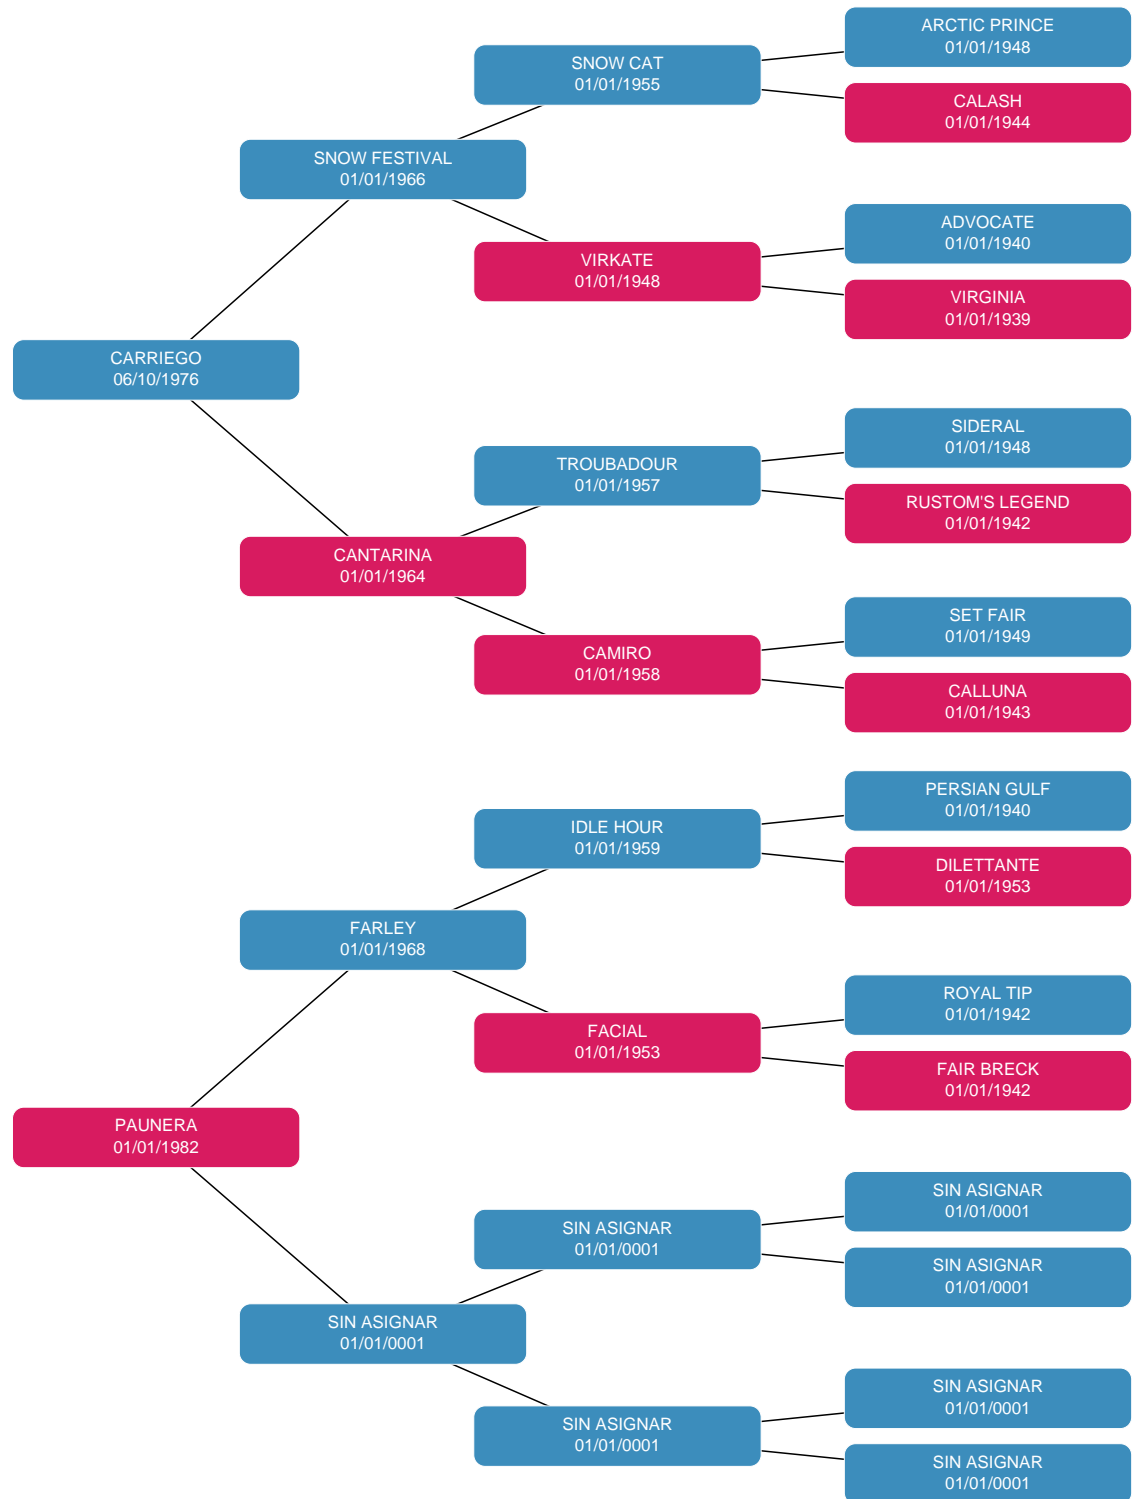 ARCTIC PRINCE
01/01/1948
SNOW CAT
01/01/1955
CALASH
01/01/1944
SNOW FESTIVAL
01/01/1966
ADVOCATE
01/01/1940
VIRKATE
01/01/1948
VIRGINIA
01/01/1939
CARRIEGO
06/10/1976
SIDERAL
01/01/1948
TROUBADOUR
01/01/1957
RUSTOM'S LEGEND
01/01/1942
CANTARINA
01/01/1964
SET FAIR
01/01/1949
CAMIRO
01/01/1958
CALLUNA
01/01/1943
PERSIAN GULF
01/01/1940
IDLE HOUR
01/01/1959
DILETTANTE
01/01/1953
FARLEY
01/01/1968
ROYAL TIP
01/01/1942
FACIAL
01/01/1953
FAIR BRECK
01/01/1942
PAUNERA
01/01/1982
SIN ASIGNAR
01/01/0001
SIN ASIGNAR
01/01/0001
SIN ASIGNAR
01/01/0001
SIN ASIGNAR
01/01/0001
SIN ASIGNAR
01/01/0001
SIN ASIGNAR
01/01/0001
SIN ASIGNAR
01/01/0001